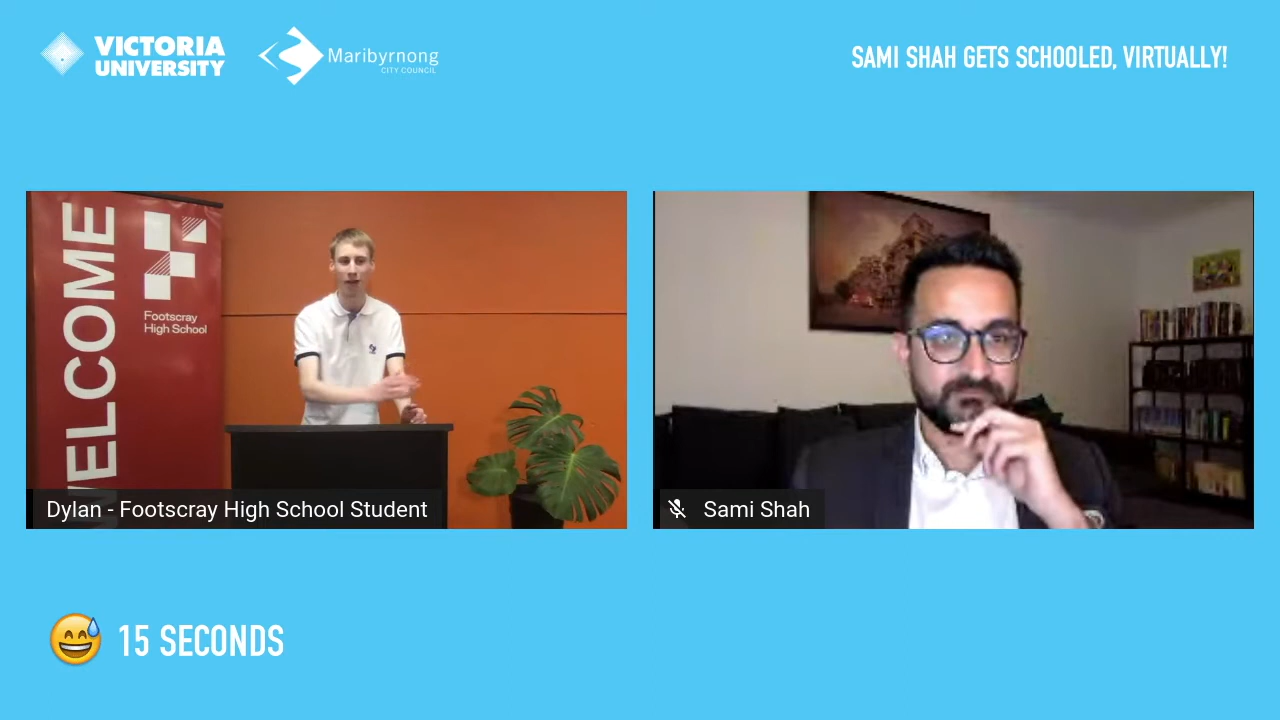 VICTORIA
UNIVERSITY
Maribyrnong
CITY COUNCIL
SAMI SHAH GETS SCHOOLED, VIRTUALLY!
WELCOME
Footscray
High School
Dylan - Footscray High School Student
Sami Shah
15 SECONDS